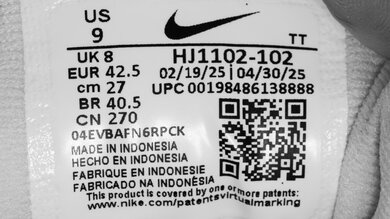 US
9
TT
UK 8
HJ1102-102
EUR 42.5
02/19/25 | 04/30/25
cm 27
UPC 00198486138888
BR 40.5
CN 270
04EVBAFN6RPCK
MADE IN INDONESIA
HECHO EN INDONESIA
FABRIQUE EN INDONESIE
FABRICADO NA INDONÉSIA
This product is covered by one or more patents:
www.nike.com/patentsvirtualmarking